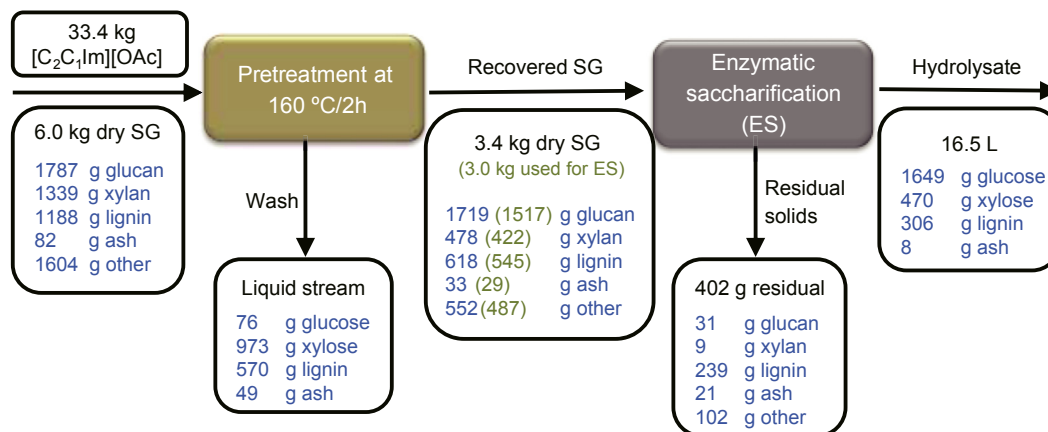 33.4 kg
[C₂C₁Im][OAc]
6.0 kg dry SG
1787 g glucan
1339 g xylan
1188 g lignin
82 g ash
1604 g other
Pretreatment at
160 ºC/2h
Wash
Liquid stream
76 g glucose
973 g xylose
570 g lignin
49 g ash
Recovered SG
3.4 kg dry SG
(3.0 kg used for ES)
1719 (1517) g glucan
478 (422) g xylan
618 (545) g lignin
33 (29) g ash
552 (487) g other
Enzymatic
saccharification
(ES)
Residual
solids
402 g residual
31 g glucan
9 g xylan
239 g lignin
21 g ash
102 g other
Hydrolysate
16.5 L
1649 g glucose
470 g xylose
306 g lignin
8 g ash